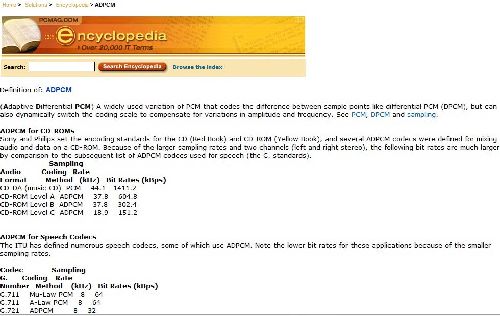 Home > Solutions > Encyclopedia > ADPCM
PCMAG.COM
encyclopedia
Over 20,000 IT Terms
Search: Search Encyclopedia Browse the Index
Definition of: ADPCM
(Adaptive Differential PCM) A widely used variation of PCM that codes the difference between sample points like differential PCM (DPCM), but can
also dynamically switch the coding scale to compensate for variations in amplitude and frequency. See PCM, DPCM and sampling.
ADPCM for CD-ROMs
Sony and Philips set the encoding standards for the CD (Red Book) and CD-ROM (Yellow Book), and several ADPCM codecs were defined for mixing
audio and data on a CD-ROM. Because of the larger sampling rates and two channels (left and right stereo), the following bit rates are much larger
by comparison to the subsequent list of ADPCM codecs used for speech (the G. standards).
Sampling
Audio Coding Rate
Format Method (kHz) Bit Rates (kbps)
CD-DA (music CD) PCM 44.1 1411.2
CD-ROM Level A ADPCM 37.8 604.8
CD-ROM Level B ADPCM 37.8 302.4
CD-ROM Level C ADPCM 18.9 151.2
ADPCM for Speech Codecs
The ITU has defined numerous speech codecs, some of which use ADPCM. Note the lower bit rates for these applications because of the smaller
sampling rates.
Codec Sampling
G. Coding Rate
Number Method (kHz) Bit Rates (kbps)
G.711 Mu-Law PCM 8 64
G.711 A-Law PCM 8 64
G.721 ADPCM 8 32